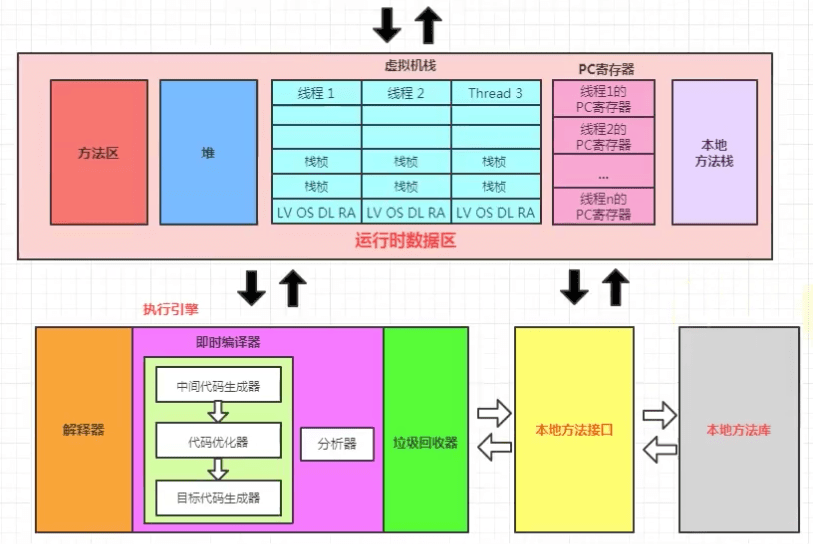 虚拟机栈
PC寄存器
方法区
堆
线程 1
线程 2
Thread 3
栈桢
栈桢
栈桢
栈桢
栈桢
栈桢
LV OS DL RA
LV OS DL RA
LV OS DL RA
线程1的
PC寄存器
线程2的
PC寄存器
...
线程n的
PC寄存器
本地
方法栈
运行时数据区
执行引擎
解释器
即时编译器
中间代码生成器
代码优化器
目标代码生成器
分析器
垃圾回收器
本地方法接口
本地方法库